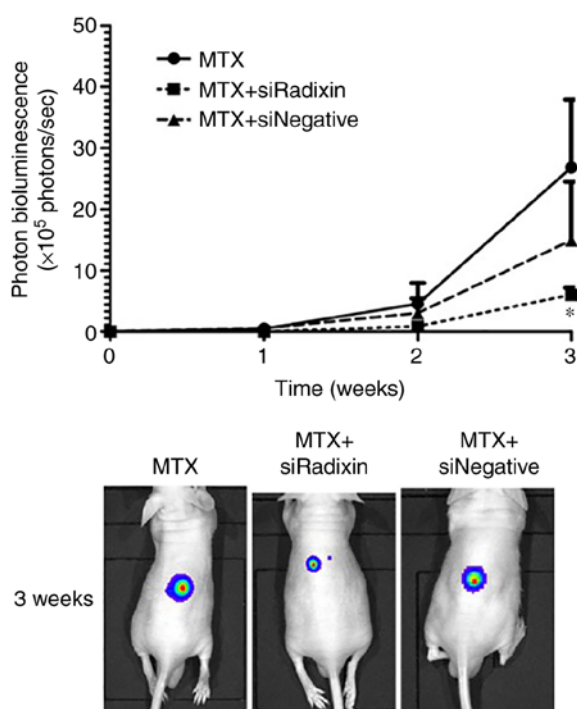 Photon bioluminescence
(×10⁵ photons/sec)
50
40
30
20
10
0
MTX
MTX+siRadixin
MTX+siNegative
*
0
1
2
3
Time (weeks)
MTX
MTX+
siRadixin
MTX+
siNegative
3 weeks